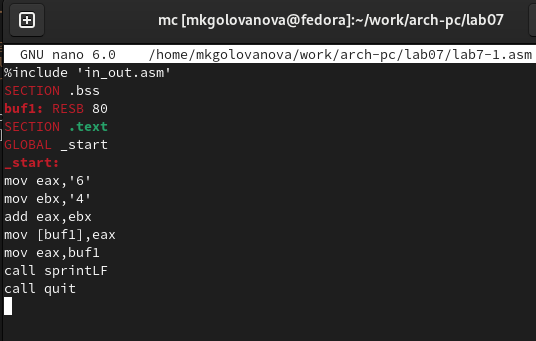 mc [mkgolovanova@fedora]:~/work/arch-pc/lab07
GNU nano 6.0 /home/mkgolovanova/work/arch-pc/lab07/lab7-1.asm
%include 'in_out.asm'
SECTION .bss
buf1: RESB 80
SECTION .text
GLOBAL _start
_start:
mov eax,'6'
mov ebx,'4'
add eax,ebx
mov [buf1],eax
mov eax,buf1
call sprintLF
call quit